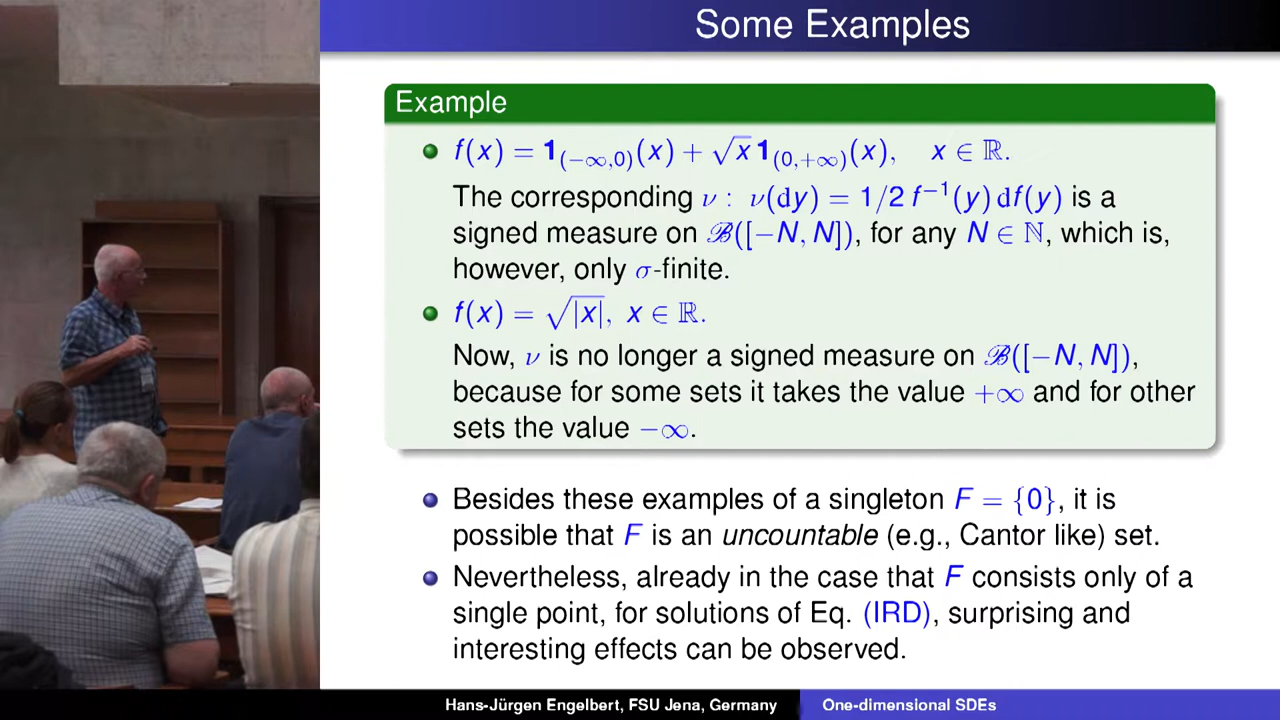 Some Examples
Example
f(x) = 𝟏₍₋∞,₀₎(x) + √x 𝟏₍₀,₊∞₎(x), x ∈ ℝ.
The corresponding ν : ν(dy) = 1/2 f⁻¹(y) df(y) is a
signed measure on ℬ([−N, N]), for any N ∈ ℕ, which is,
however, only σ-finite.
f(x) = √|x|, x ∈ ℝ.
Now, ν is no longer a signed measure on ℬ([−N, N]),
because for some sets it takes the value +∞ and for other
sets the value −∞.
Besides these examples of a singleton F = {0}, it is
possible that F is an uncountable (e.g., Cantor like) set.
Nevertheless, already in the case that F consists only of a
single point, for solutions of Eq. (IRD), surprising and
interesting effects can be observed.
Hans-Jürgen Engelbert, FSU Jena, Germany
One-dimensional SDEs